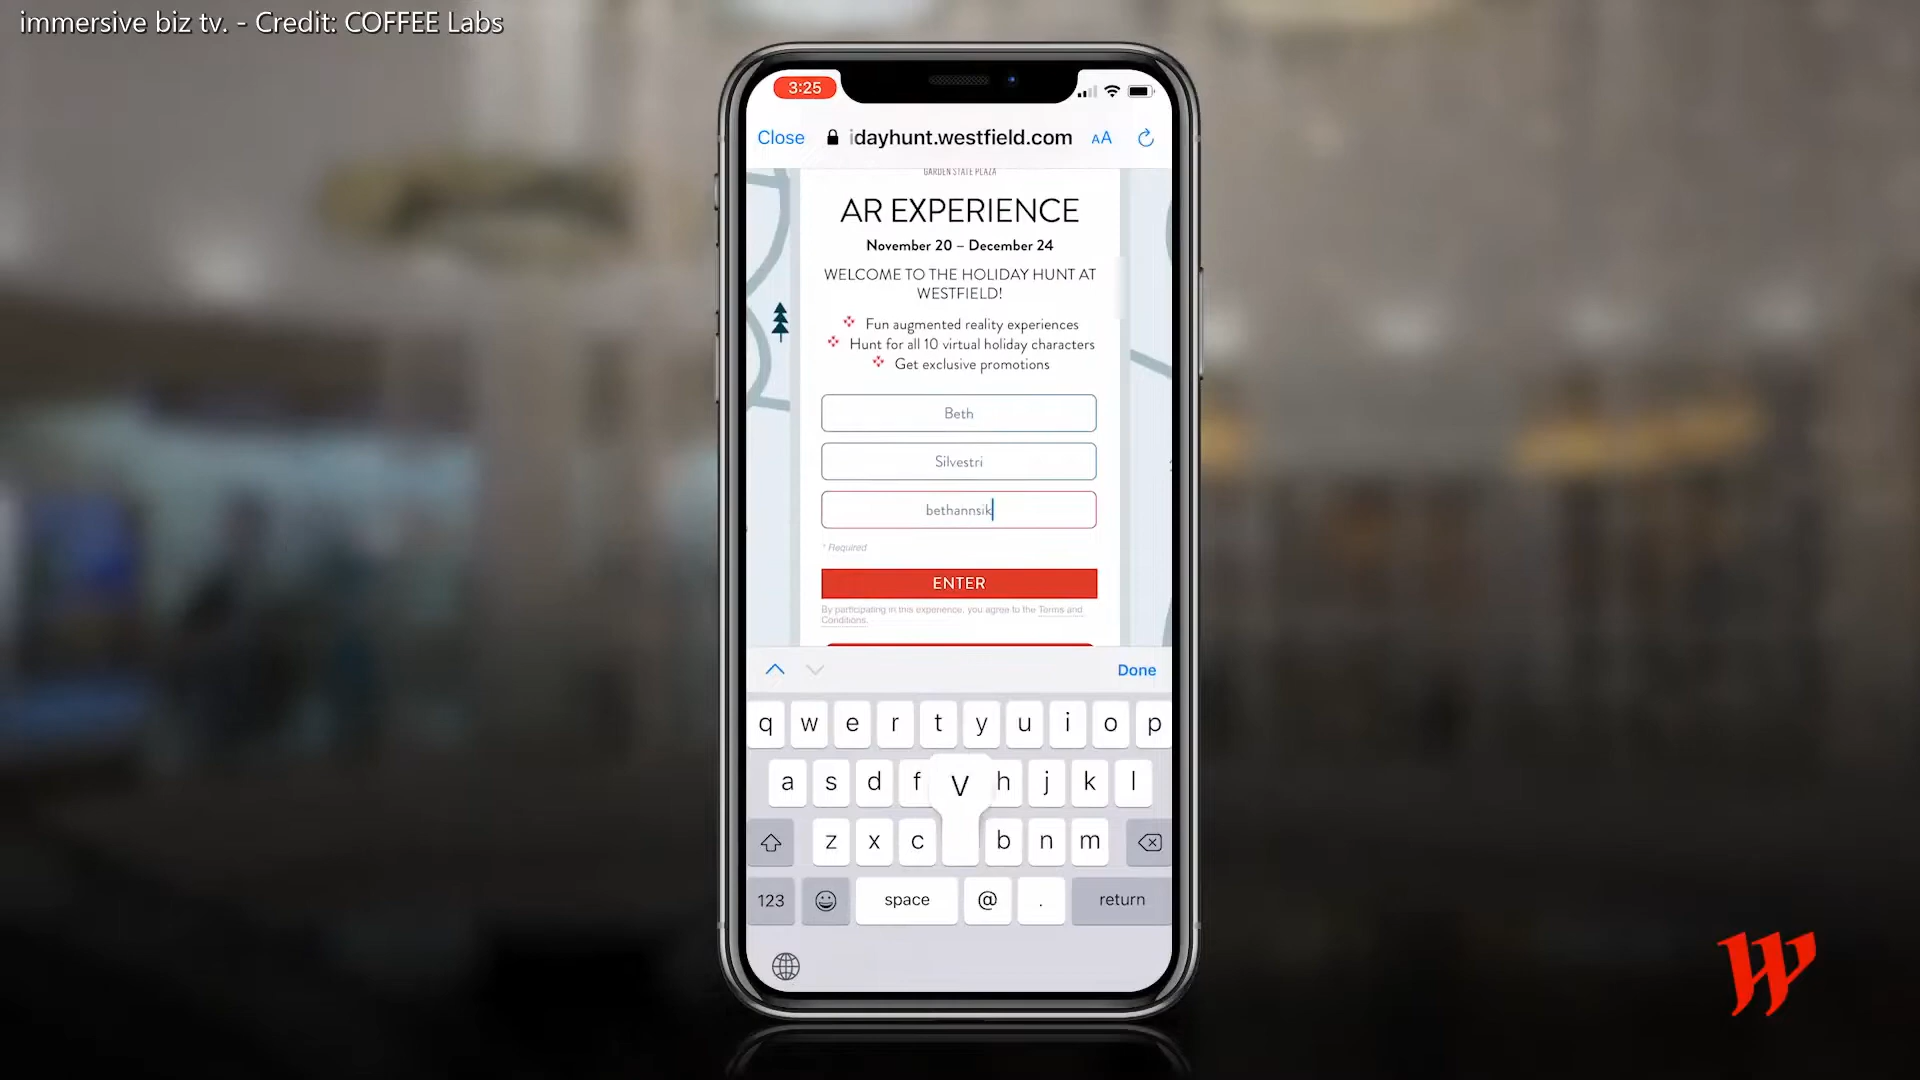 immersive biz tv. - Credit: COFFEE Labs
3:25
Close
idayhunt.westfield.com
AA
GARDEN STATE PLAZA
AR EXPERIENCE
November 20 – December 24
WELCOME TO THE HOLIDAY HUNT AT
WESTFIELD!
Fun augmented reality experiences
Hunt for all 10 virtual holiday characters
Get exclusive promotions
Beth
Silvestri
bethannsik
* Required
ENTER
By participating in this experience, you agree to the Terms and
Conditions.
Done
q w e r t y u i o p
a s d f V h j k l
z x c b n m
123 space @ . return
W